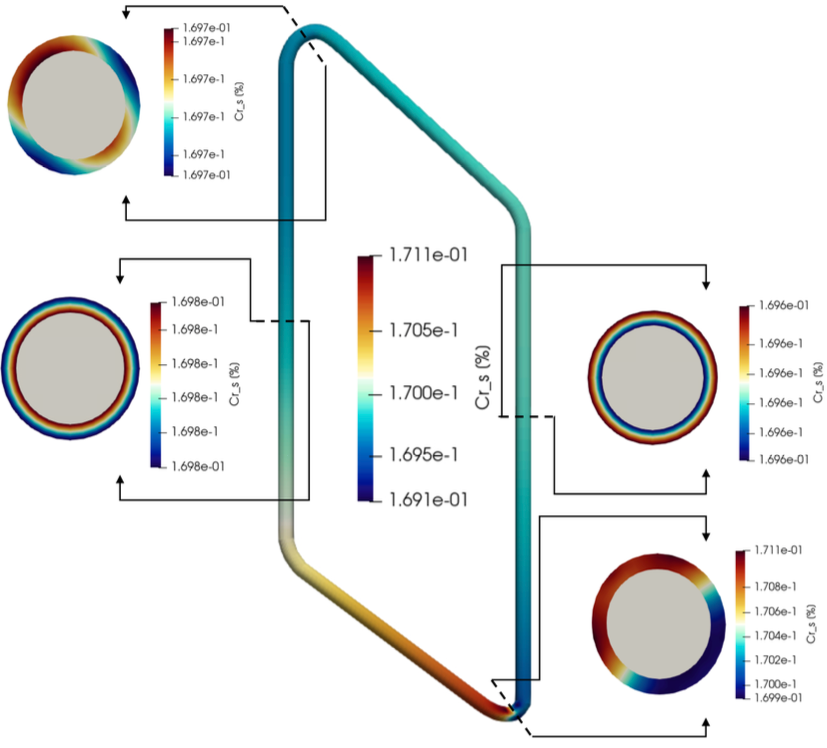 1.697e-01
1.697e-1
1.697e-1
1.697e-1
1.697e-1
1.697e-01
Cr_s (%)
1.698e-01
1.698e-1
1.698e-1
1.698e-1
1.698e-1
1.698e-01
Cr_s (%)
1.711e-01
1.705e-1
1.700e-1
1.695e-1
1.691e-01
Cr_s (%)
1.696e-01
1.696e-1
1.696e-1
1.696e-1
1.696e-1
1.696e-01
Cr_s (%)
1.711e-01
1.708e-1
1.706e-1
1.704e-1
1.702e-1
1.700e-1
1.699e-01
Cr_s (%)